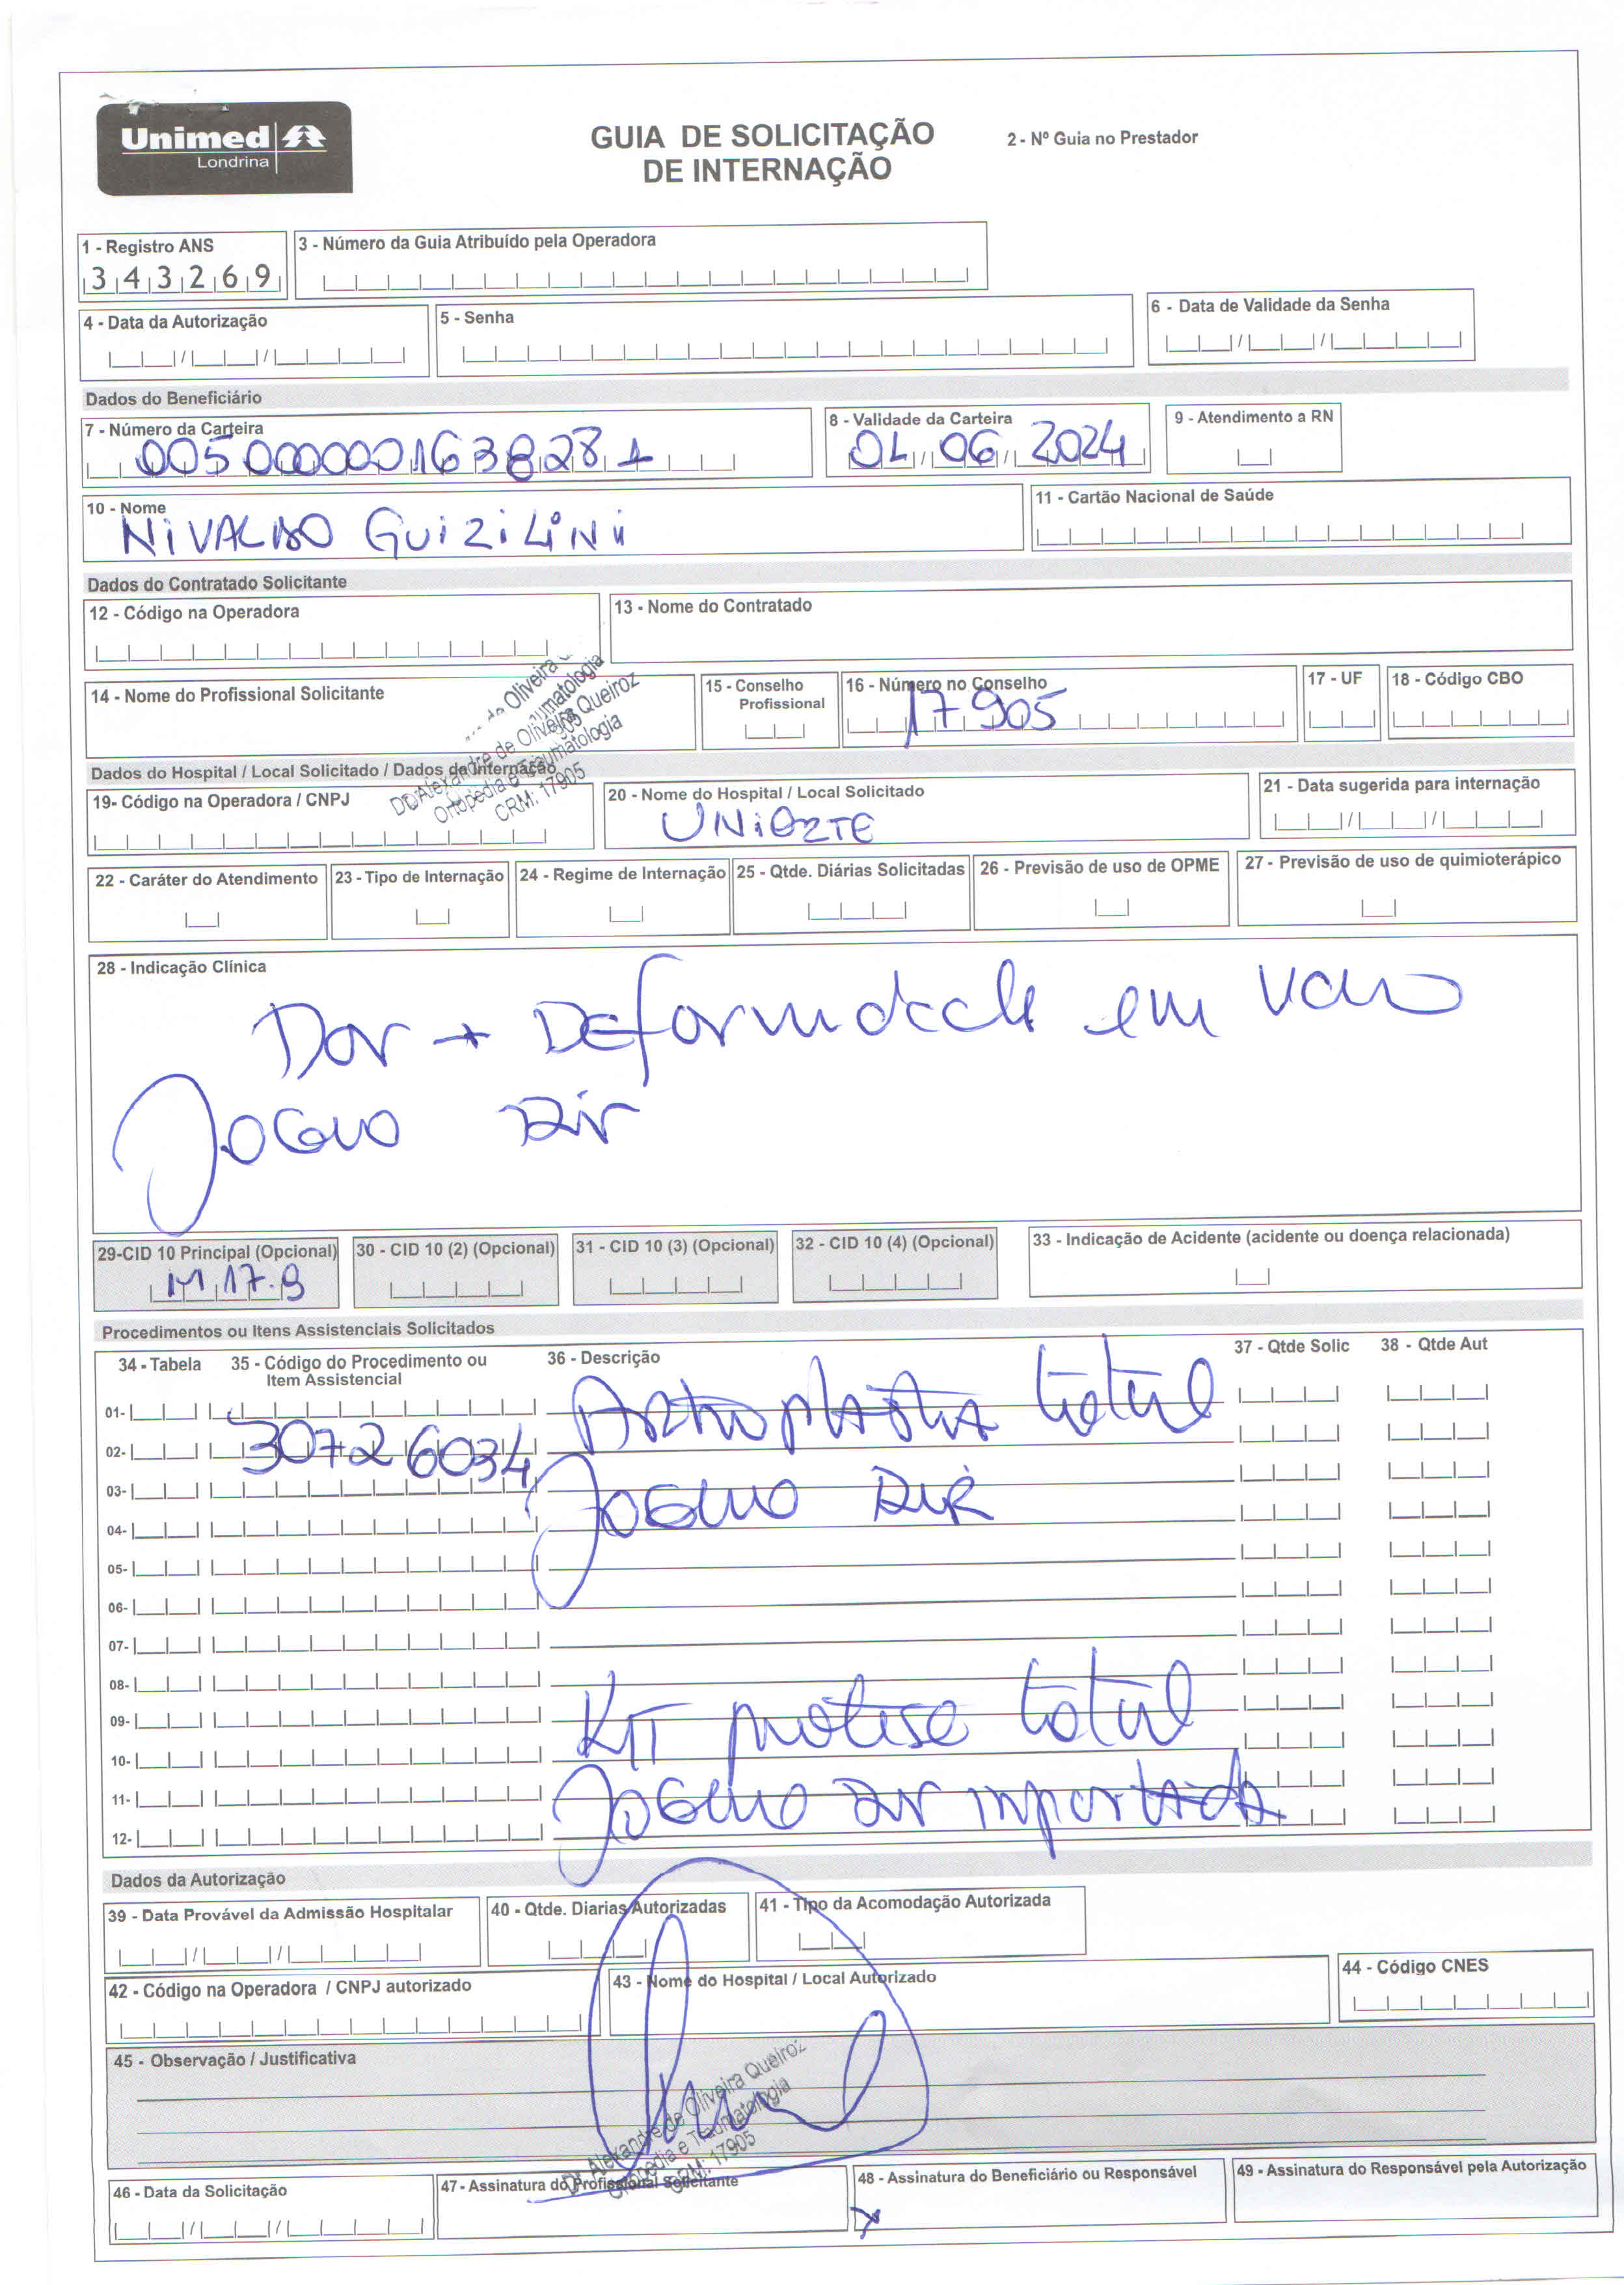 Unimed
Londrina
GUIA DE SOLICITAÇÃO
DE INTERNAÇÃO
2 - Nº Guia no Prestador
1 - Registro ANS
343269
3 - Número da Guia Atribuído pela Operadora
4 - Data da Autorização
5 - Senha
6 - Data de Validade da Senha
Dados do Beneficiário
7 - Número da Carteira
8 - Validade da Carteira
9 - Atendimento a RN
06 2024
10 - Nome
NIVALDO GUIZILINI
11 - Cartão Nacional de Saúde
Dados do Contratado Solicitante
12 - Código na Operadora
13 - Nome do Contratado
14 - Nome do Profissional Solicitante
15 - Conselho
Profissional
16 - Número no Conselho
17905
17 - UF
18 - Código CBO
Dr Alexandre de Oliveira Queiroz
Ortopedia e Traumatologia
CRM: 17905
Dados do Hospital / Local Solicitado / Dados da Internação
19- Código na Operadora / CNPJ
20 - Nome do Hospital / Local Solicitado
UNIORTE
21 - Data sugerida para internação
22 - Caráter do Atendimento
23 - Tipo de Internação
24 - Regime de Internação
25 - Qtde. Diárias Solicitadas
26 - Previsão de uso de OPME
27 - Previsão de uso de quimioterápico
28 - Indicação Clínica
Dor + Deformidade em varo
Joelho Dir
29-CID 10 Principal (Opcional)
M.17.9
30 - CID 10 (2) (Opcional)
31 - CID 10 (3) (Opcional)
32 - CID 10 (4) (Opcional)
33 - Indicação de Acidente (acidente ou doença relacionada)
Procedimentos ou Itens Assistenciais Solicitados
34 - Tabela
35 - Código do Procedimento ou
Item Assistencial
36 - Descrição
37 - Qtde Solic
38 - Qtde Aut
01-
Artroplastia total
02-
30726034
03-
Joelho Dir
04-
05-
06-
07-
08-
09-
Kit prótese total
10-
11-
Joelho Dir importada
12-
Dados da Autorização
39 - Data Provável da Admissão Hospitalar
40 - Qtde. Diarias Autorizadas
41 - Tipo da Acomodação Autorizada
42 - Código na Operadora / CNPJ autorizado
43 - Nome do Hospital / Local Autorizado
44 - Código CNES
45 - Observação / Justificativa
Dr Alexandre de Oliveira Queiroz
Ortopedia e Traumatologia
CRM: 17905
46 - Data da Solicitação
47 - Assinatura do Profissional Solicitante
48 - Assinatura do Beneficiário ou Responsável
X
49 - Assinatura do Responsável pela Autorização